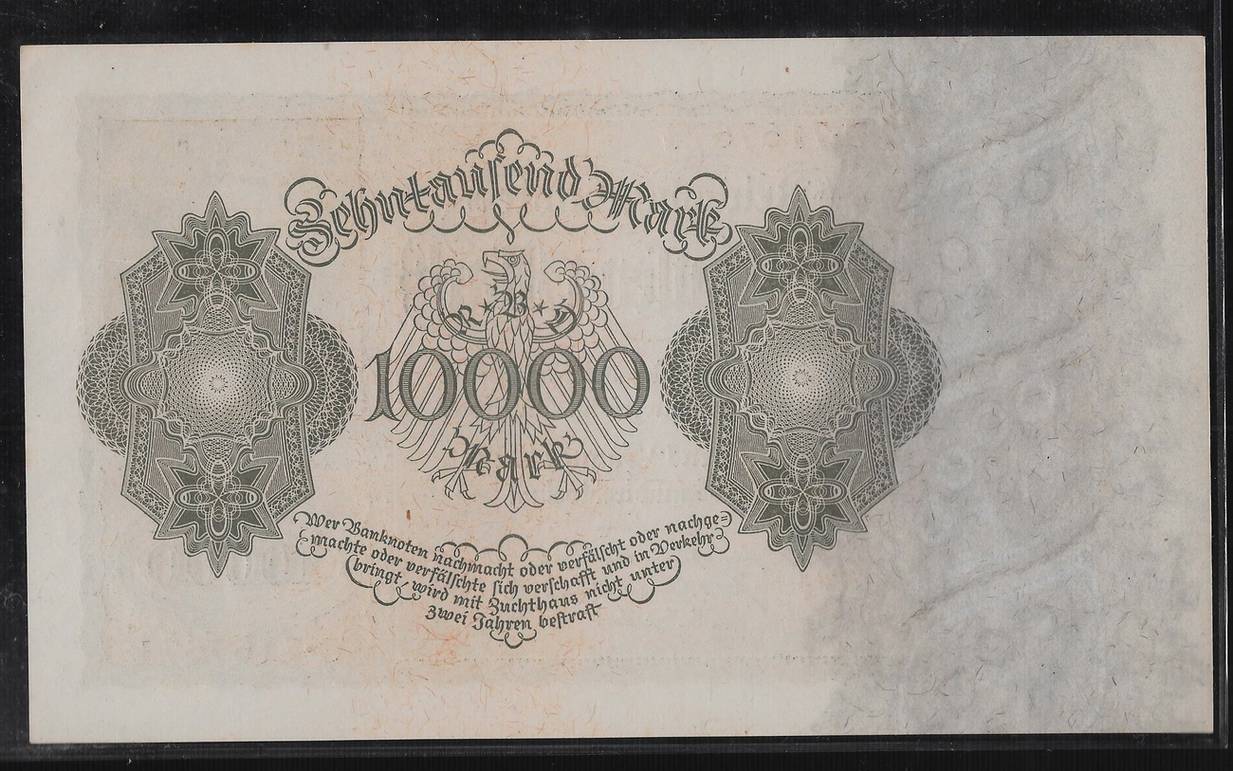 Zehntausend Mark
R*B*D
10000
Mark
Wer Banknoten nachmacht oder verfälscht oder nachge=
machte oder verfälschte sich verschafft und in Verkehr
bringt, wird mit Zuchthaus nicht unter
zwei Jahren bestraft